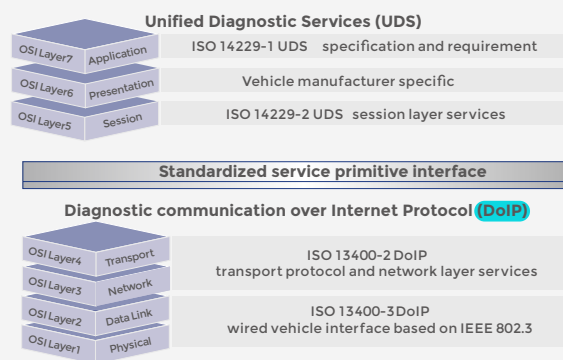 Unified Diagnostic Services (UDS)
OSI Layer7 Application ISO 14229-1 UDS specification and requirement
OSI Layer6 Presentation Vehicle manufacturer specific
OSI Layer5 Session ISO 14229-2 UDS session layer services
Standardized service primitive interface
Diagnostic communication over Internet Protocol (DoIP)
OSI Layer4 Transport ISO 13400-2 DoIP
transport protocol and network layer services
OSI Layer3 Network
OSI Layer2 Data Link ISO 13400-3DoIP
wired vehicle interface based on IEEE 802.3
OSI Layer1 Physical